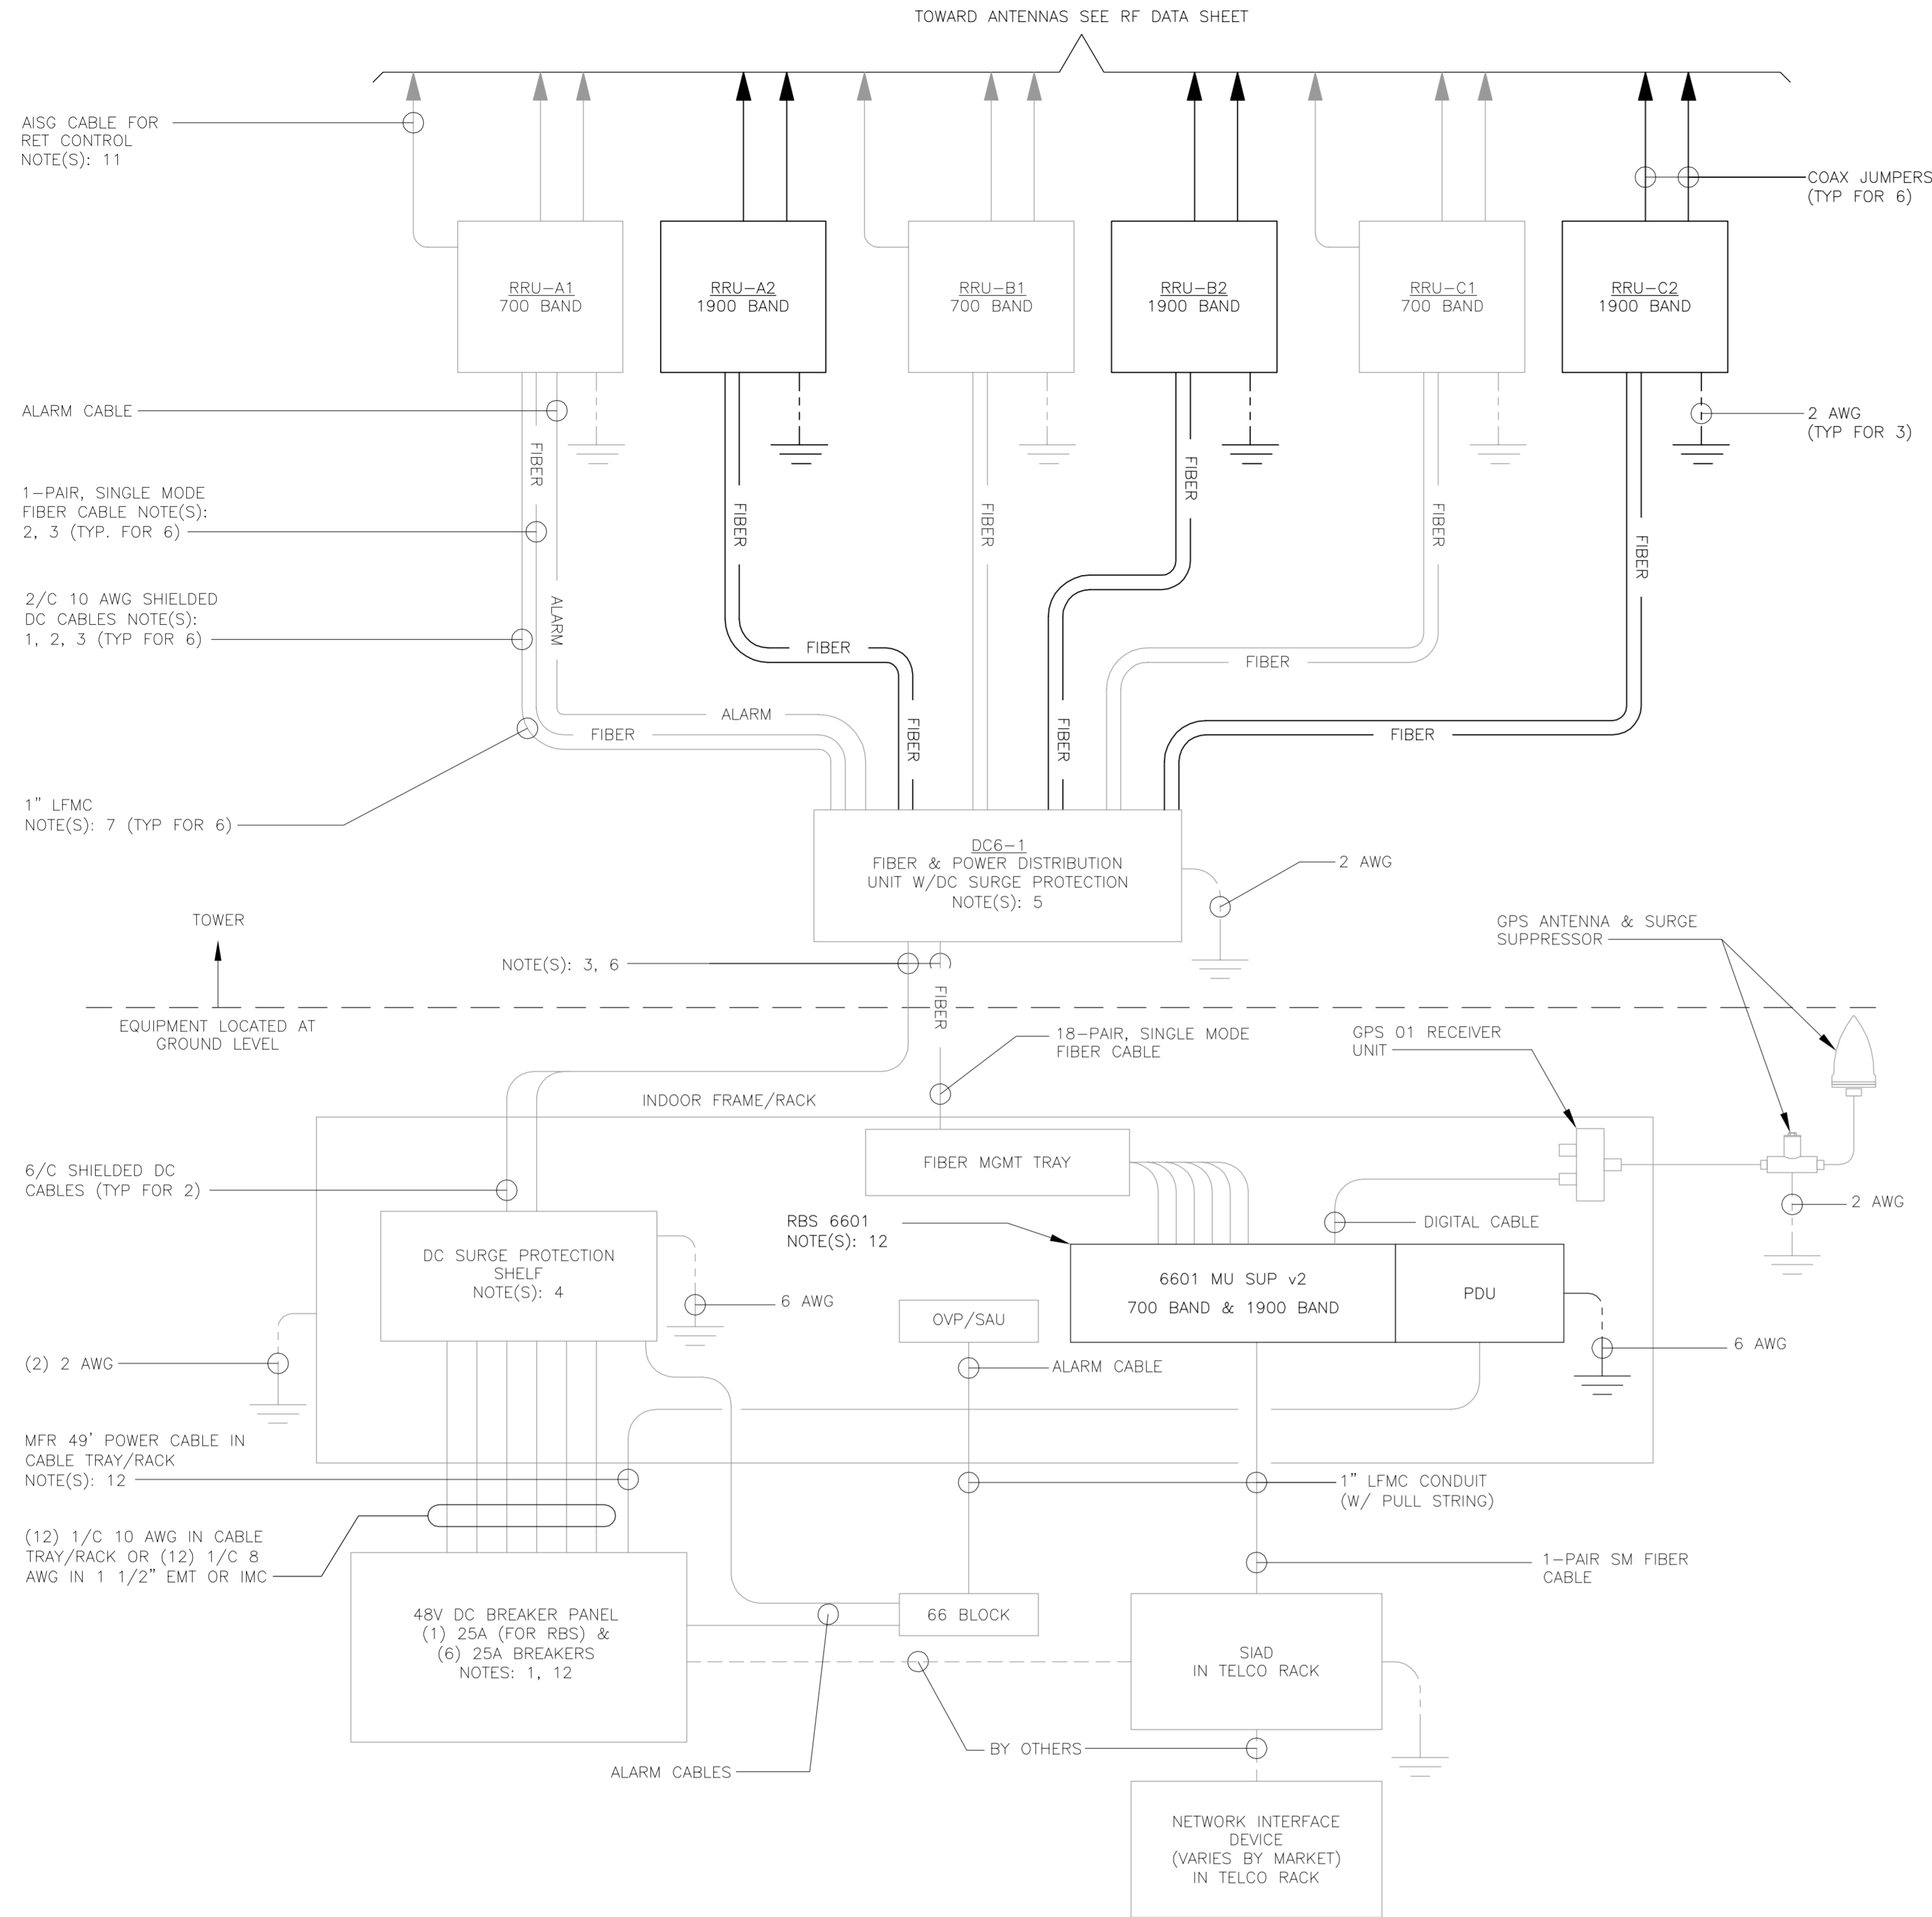 TOWARD ANTENNAS SEE RF DATA SHEET
AISG CABLE FOR
RET CONTROL
NOTE(S): 11
COAX JUMPERS
(TYP FOR 6)
RRU-A1
700 BAND
RRU-A2
1900 BAND
RRU-B1
700 BAND
RRU-B2
1900 BAND
RRU-C1
700 BAND
RRU-C2
1900 BAND
ALARM CABLE
2 AWG
(TYP FOR 3)
FIBER
FIBER
FIBER
FIBER
FIBER
FIBER
1-PAIR, SINGLE MODE
FIBER CABLE NOTE(S):
2, 3 (TYP. FOR 6)
2/C 10 AWG SHIELDED
DC CABLES NOTE(S):
1, 2, 3 (TYP FOR 6)
ALARM
FIBER
FIBER
ALARM
FIBER
FIBER
FIBER
FIBER
1" LFMC
NOTE(S): 7 (TYP FOR 6)
DC6-1
FIBER & POWER DISTRIBUTION
UNIT W/DC SURGE PROTECTION
NOTE(S): 5
2 AWG
TOWER
NOTE(S): 3, 6
GPS ANTENNA & SURGE
SUPPRESSOR
FIBER
EQUIPMENT LOCATED AT
GROUND LEVEL
18-PAIR, SINGLE MODE
FIBER CABLE
GPS 01 RECEIVER
UNIT
INDOOR FRAME/RACK
FIBER MGMT TRAY
6/C SHIELDED DC
CABLES (TYP FOR 2)
2 AWG
RBS 6601
NOTE(S): 12
DIGITAL CABLE
DC SURGE PROTECTION
SHELF
NOTE(S): 4
6601 MU SUP v2
700 BAND & 1900 BAND
PDU
6 AWG
OVP/SAU
6 AWG
(2) 2 AWG
ALARM CABLE
MFR 49' POWER CABLE IN
CABLE TRAY/RACK
NOTE(S): 12
1" LFMC CONDUIT
(W/ PULL STRING)
(12) 1/C 10 AWG IN CABLE
TRAY/RACK OR (12) 1/C 8
AWG IN 1 1/2" EMT OR IMC
1-PAIR SM FIBER
CABLE
48V DC BREAKER PANEL
(1) 25A (FOR RBS) &
(6) 25A BREAKERS
NOTES: 1, 12
66 BLOCK
SIAD
IN TELCO RACK
BY OTHERS
ALARM CABLES
NETWORK INTERFACE
DEVICE
(VARIES BY MARKET)
IN TELCO RACK